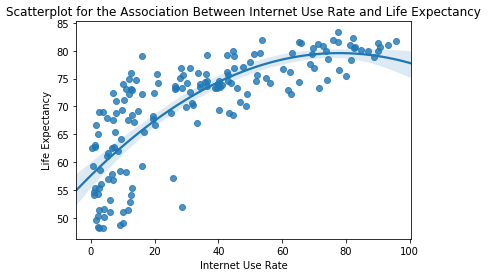 Scatterplot for the Association Between Internet Use Rate and Life Expectancy
85
80
75
70
65
60
55
50
Life Expectancy
0 20 40 60 80 100
Internet Use Rate